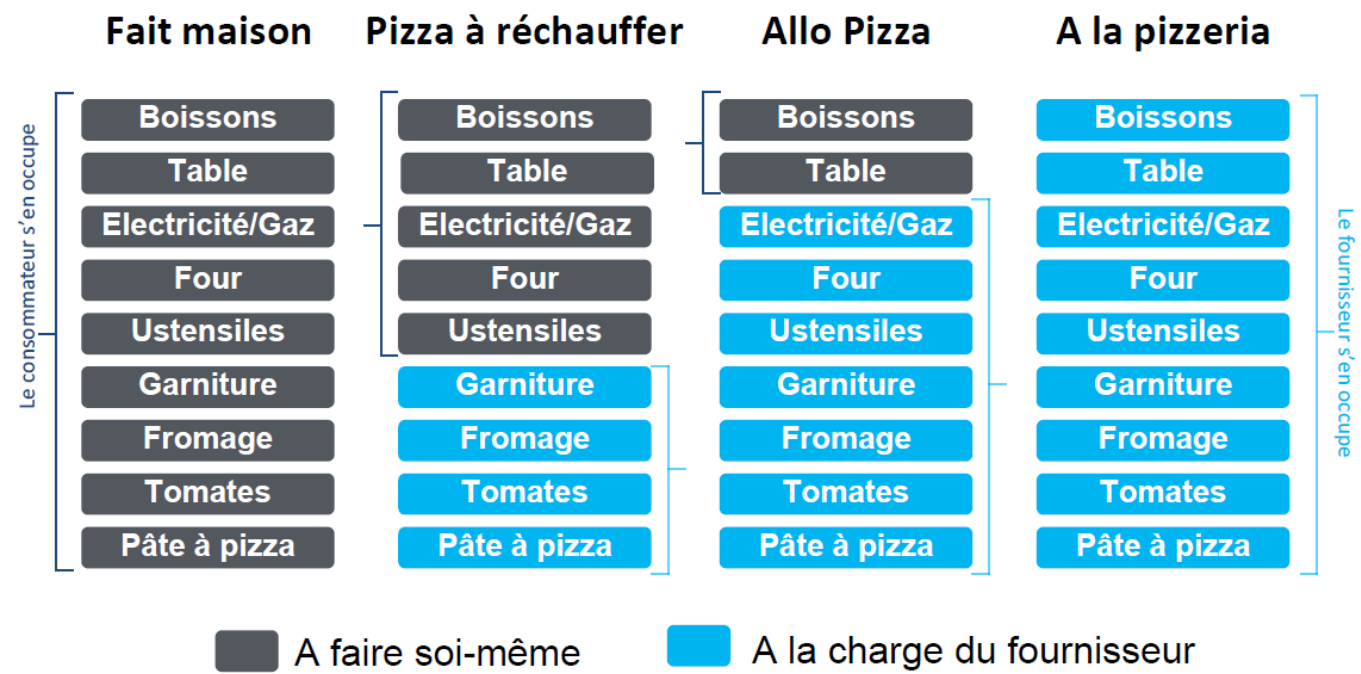 Fait maison
Pizza à réchauffer
Allo Pizza
A la pizzeria
Le consommateur s'en occupe
Boissons
Table
Electricité/Gaz
Four
Ustensiles
Garniture
Fromage
Tomates
Pâte à pizza
Boissons
Table
Electricité/Gaz
Four
Ustensiles
Garniture
Fromage
Tomates
Pâte à pizza
Boissons
Table
Electricité/Gaz
Four
Ustensiles
Garniture
Fromage
Tomates
Pâte à pizza
Boissons
Table
Electricité/Gaz
Four
Ustensiles
Garniture
Fromage
Tomates
Pâte à pizza
Le fournisseur s'en occupe
A faire soi-même
A la charge du fournisseur